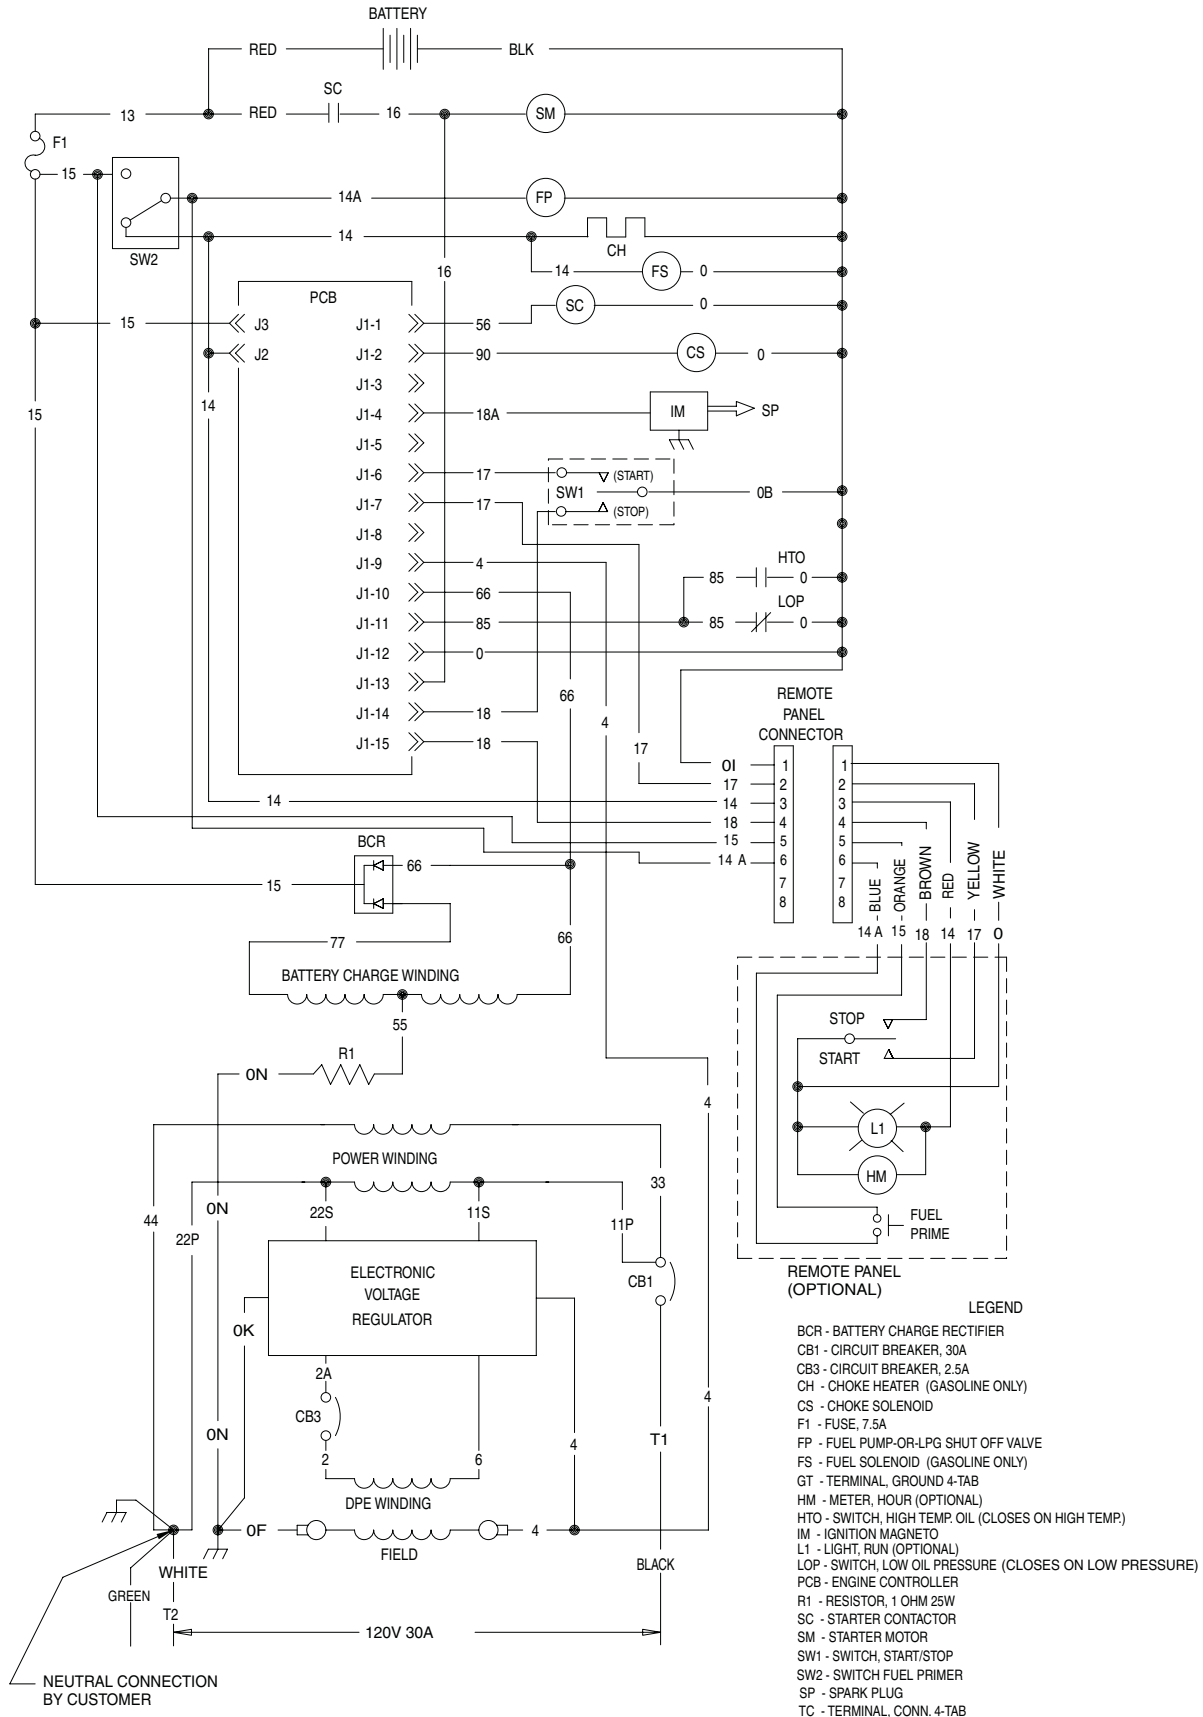 BATTERY
RED
BLK
SC
13
RED
16
SM
F1
15
14A
FP
14
CH
SW2
16
14
FS
0
PCB
SC
0
15
J3
J1-1
56
J2
J1-2
90
CS
0
J1-3
15
14
J1-4
18A
IM
SP
J1-5
J1-6
17
(START)
SW1
0B
J1-7
17
(STOP)
J1-8
J1-9
4
HTO
85
0
J1-10
66
LOP
J1-11
85
85
0
J1-12
0
J1-13
66
4
J1-14
18
J1-15
18
17
REMOTE
PANEL
CONNECTOR
0I
1
1
17
2
2
14
14
3
3
18
4
4
15
5
5
14 A
6
6
7
7
8
8
BLUE
ORANGE
BROWN
RED
YELLOW
WHITE
14 A
15
18
14
17
0
BCR
66
15
77
66
BATTERY CHARGE WINDING
55
R1
0N
STOP
START
4
L1
HM
POWER WINDING
33
0N
22S
11S
44
22P
11P
FUEL
PRIME
ELECTRONIC
VOLTAGE
REGULATOR
CB1
REMOTE PANEL
(OPTIONAL)
0K
2A
CB3
4
0N
2
6
4
T1
DPE WINDING
0F
4
FIELD
WHITE
BLACK
GREEN
T2
120V 30A
NEUTRAL CONNECTION
BY CUSTOMER
LEGEND
BCR - BATTERY CHARGE RECTIFIER
CB1 - CIRCUIT BREAKER, 30A
CB3 - CIRCUIT BREAKER, 2.5A
CH - CHOKE HEATER (GASOLINE ONLY)
CS - CHOKE SOLENOID
F1 - FUSE, 7.5A
FP - FUEL PUMP-OR-LPG SHUT OFF VALVE
FS - FUEL SOLENOID (GASOLINE ONLY)
GT - TERMINAL, GROUND 4-TAB
HM - METER, HOUR (OPTIONAL)
HTO - SWITCH, HIGH TEMP. OIL (CLOSES ON HIGH TEMP.)
IM - IGNITION MAGNETO
L1 - LIGHT, RUN (OPTIONAL)
LOP - SWITCH, LOW OIL PRESSURE (CLOSES ON LOW PRESSURE)
PCB - ENGINE CONTROLLER
R1 - RESISTOR, 1 OHM 25W
SC - STARTER CONTACTOR
SM - STARTER MOTOR
SW1 - SWITCH, START/STOP
SW2 - SWITCH FUEL PRIMER
SP - SPARK PLUG
TC - TERMINAL, CONN. 4-TAB